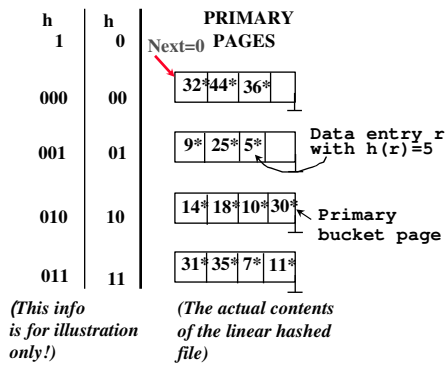 h h PRIMARY
1 0 Next=0 PAGES
000 00 32* 44* 36*
001 01 9* 25* 5*
Data entry r
with h(r)=5
010 10 14* 18* 10* 30*
Primary
bucket page
011 11 31* 35* 7* 11*
(This info
is for illustration
only!)
(The actual contents
of the linear hashed
file)